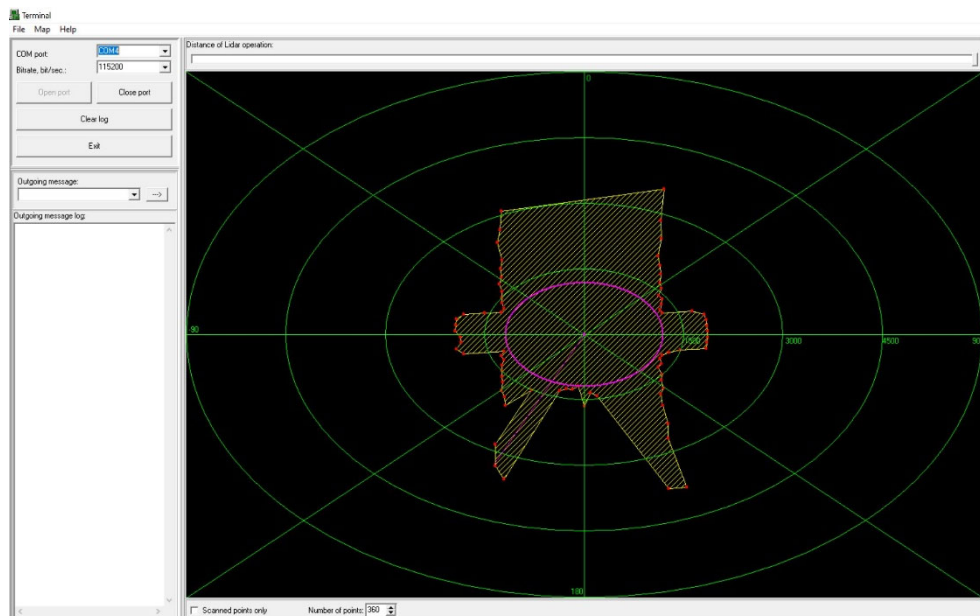 Terminal
File Map Help
COM port: COM4
Bitrate, bit/sec.: 115200
Open port Close port
Clear log
Exit
Outgoing message:
--->
Outgoing message log:
Distance of Lidar operation:
0
90 1500 3000 4500 90
180
Scanned points only Number of points: 360